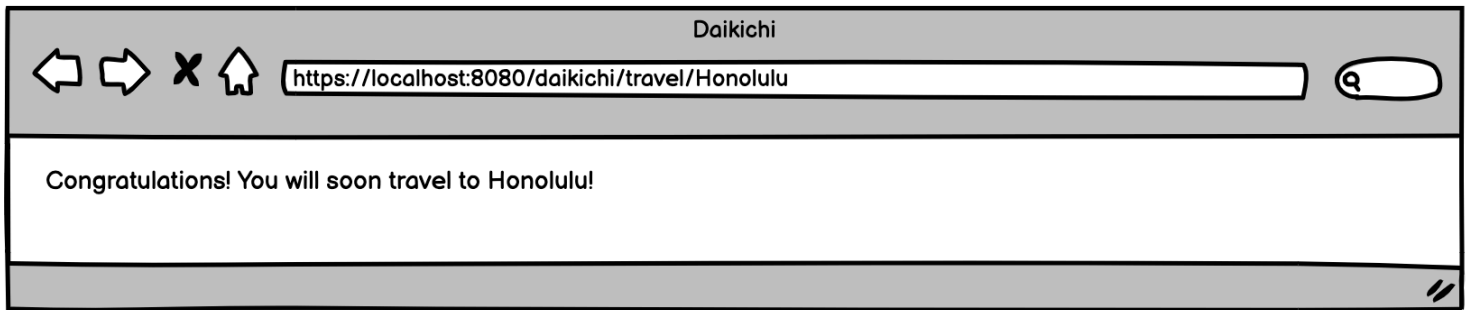 Daikichi
https://localhost:8080/daikichi/travel/Honolulu
Congratulations! You will soon travel to Honolulu!